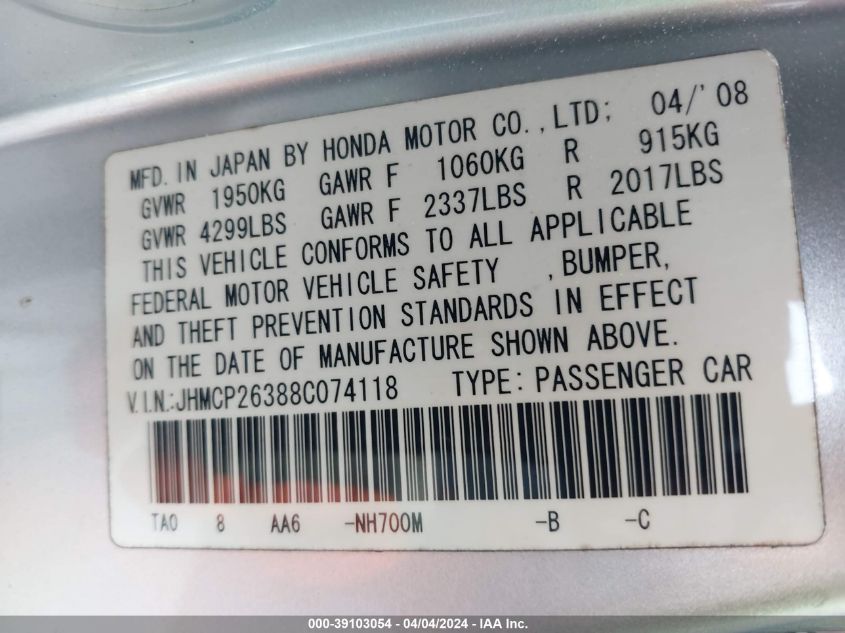 MFD. IN JAPAN BY HONDA MOTOR CO., LTD; 04/'08
GVWR 1950KG GAWR F 1060KG R 915KG
GVWR 4299LBS GAWR F 2337LBS R 2017LBS
THIS VEHICLE CONFORMS TO ALL APPLICABLE
FEDERAL MOTOR VEHICLE SAFETY ,BUMPER,
AND THEFT PREVENTION STANDARDS IN EFFECT
ON THE DATE OF MANUFACTURE SHOWN ABOVE.
V.I.N.:JHMCP26388C074118 TYPE: PASSENGER CAR
TA0 8 AA6 -NH700M -B -C
000-39103054 - 04/04/2024 - IAA Inc.